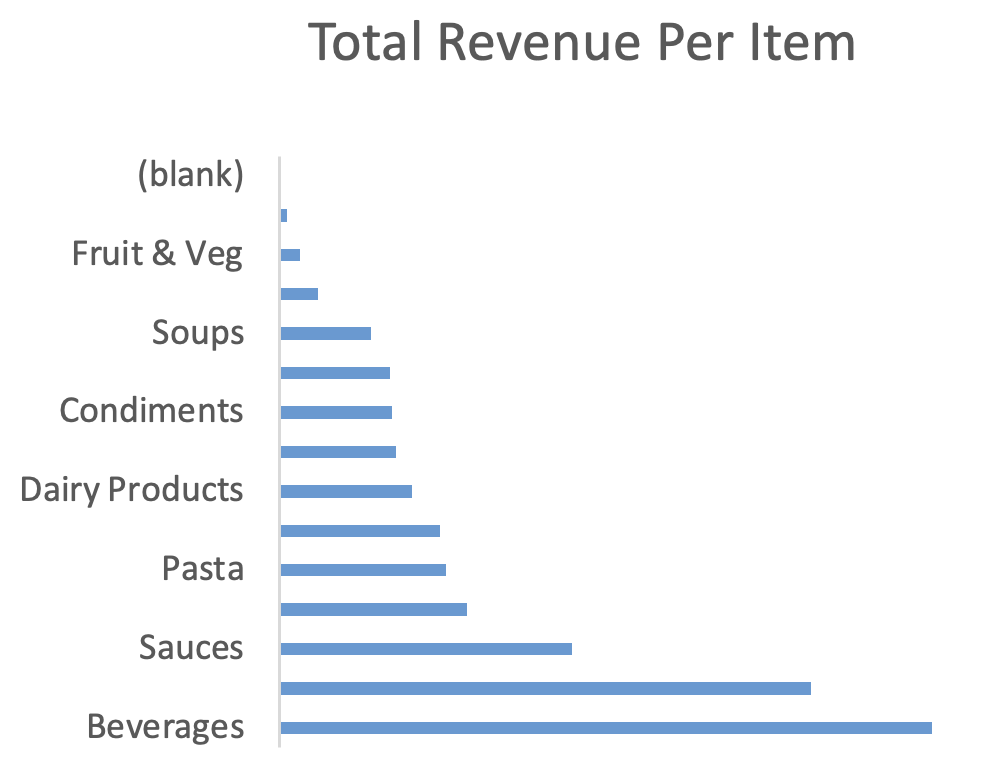 Total Revenue Per Item
(blank)
Fruit & Veg
Soups
Condiments
Dairy Products
Pasta
Sauces
Beverages